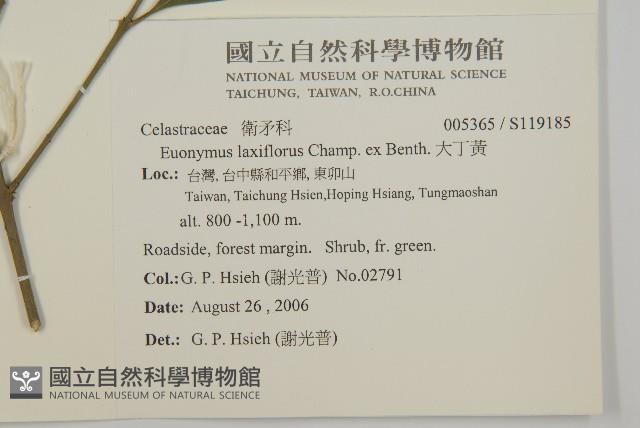 國立自然科學博物館
NATIONAL MUSEUM OF NATURAL SCIENCE
TAICHUNG, TAIWAN, R.O.CHINA
Celastraceae 衛矛科 005365 / S119185
Euonymus laxiflorus Champ. ex Benth. 大丁黃
Loc.: 台灣, 台中縣和平鄉, 東卯山
Taiwan, Taichung Hsien,Hoping Hsiang, Tungmaoshan
alt. 800 -1,100 m.
Roadside, forest margin. Shrub, fr. green.
Col.: G. P. Hsieh (謝光普) No.02791
Date: August 26 , 2006
Det.: G. P. Hsieh (謝光普)
國立自然科學博物館
NATIONAL MUSEUM OF NATURAL SCIENCE